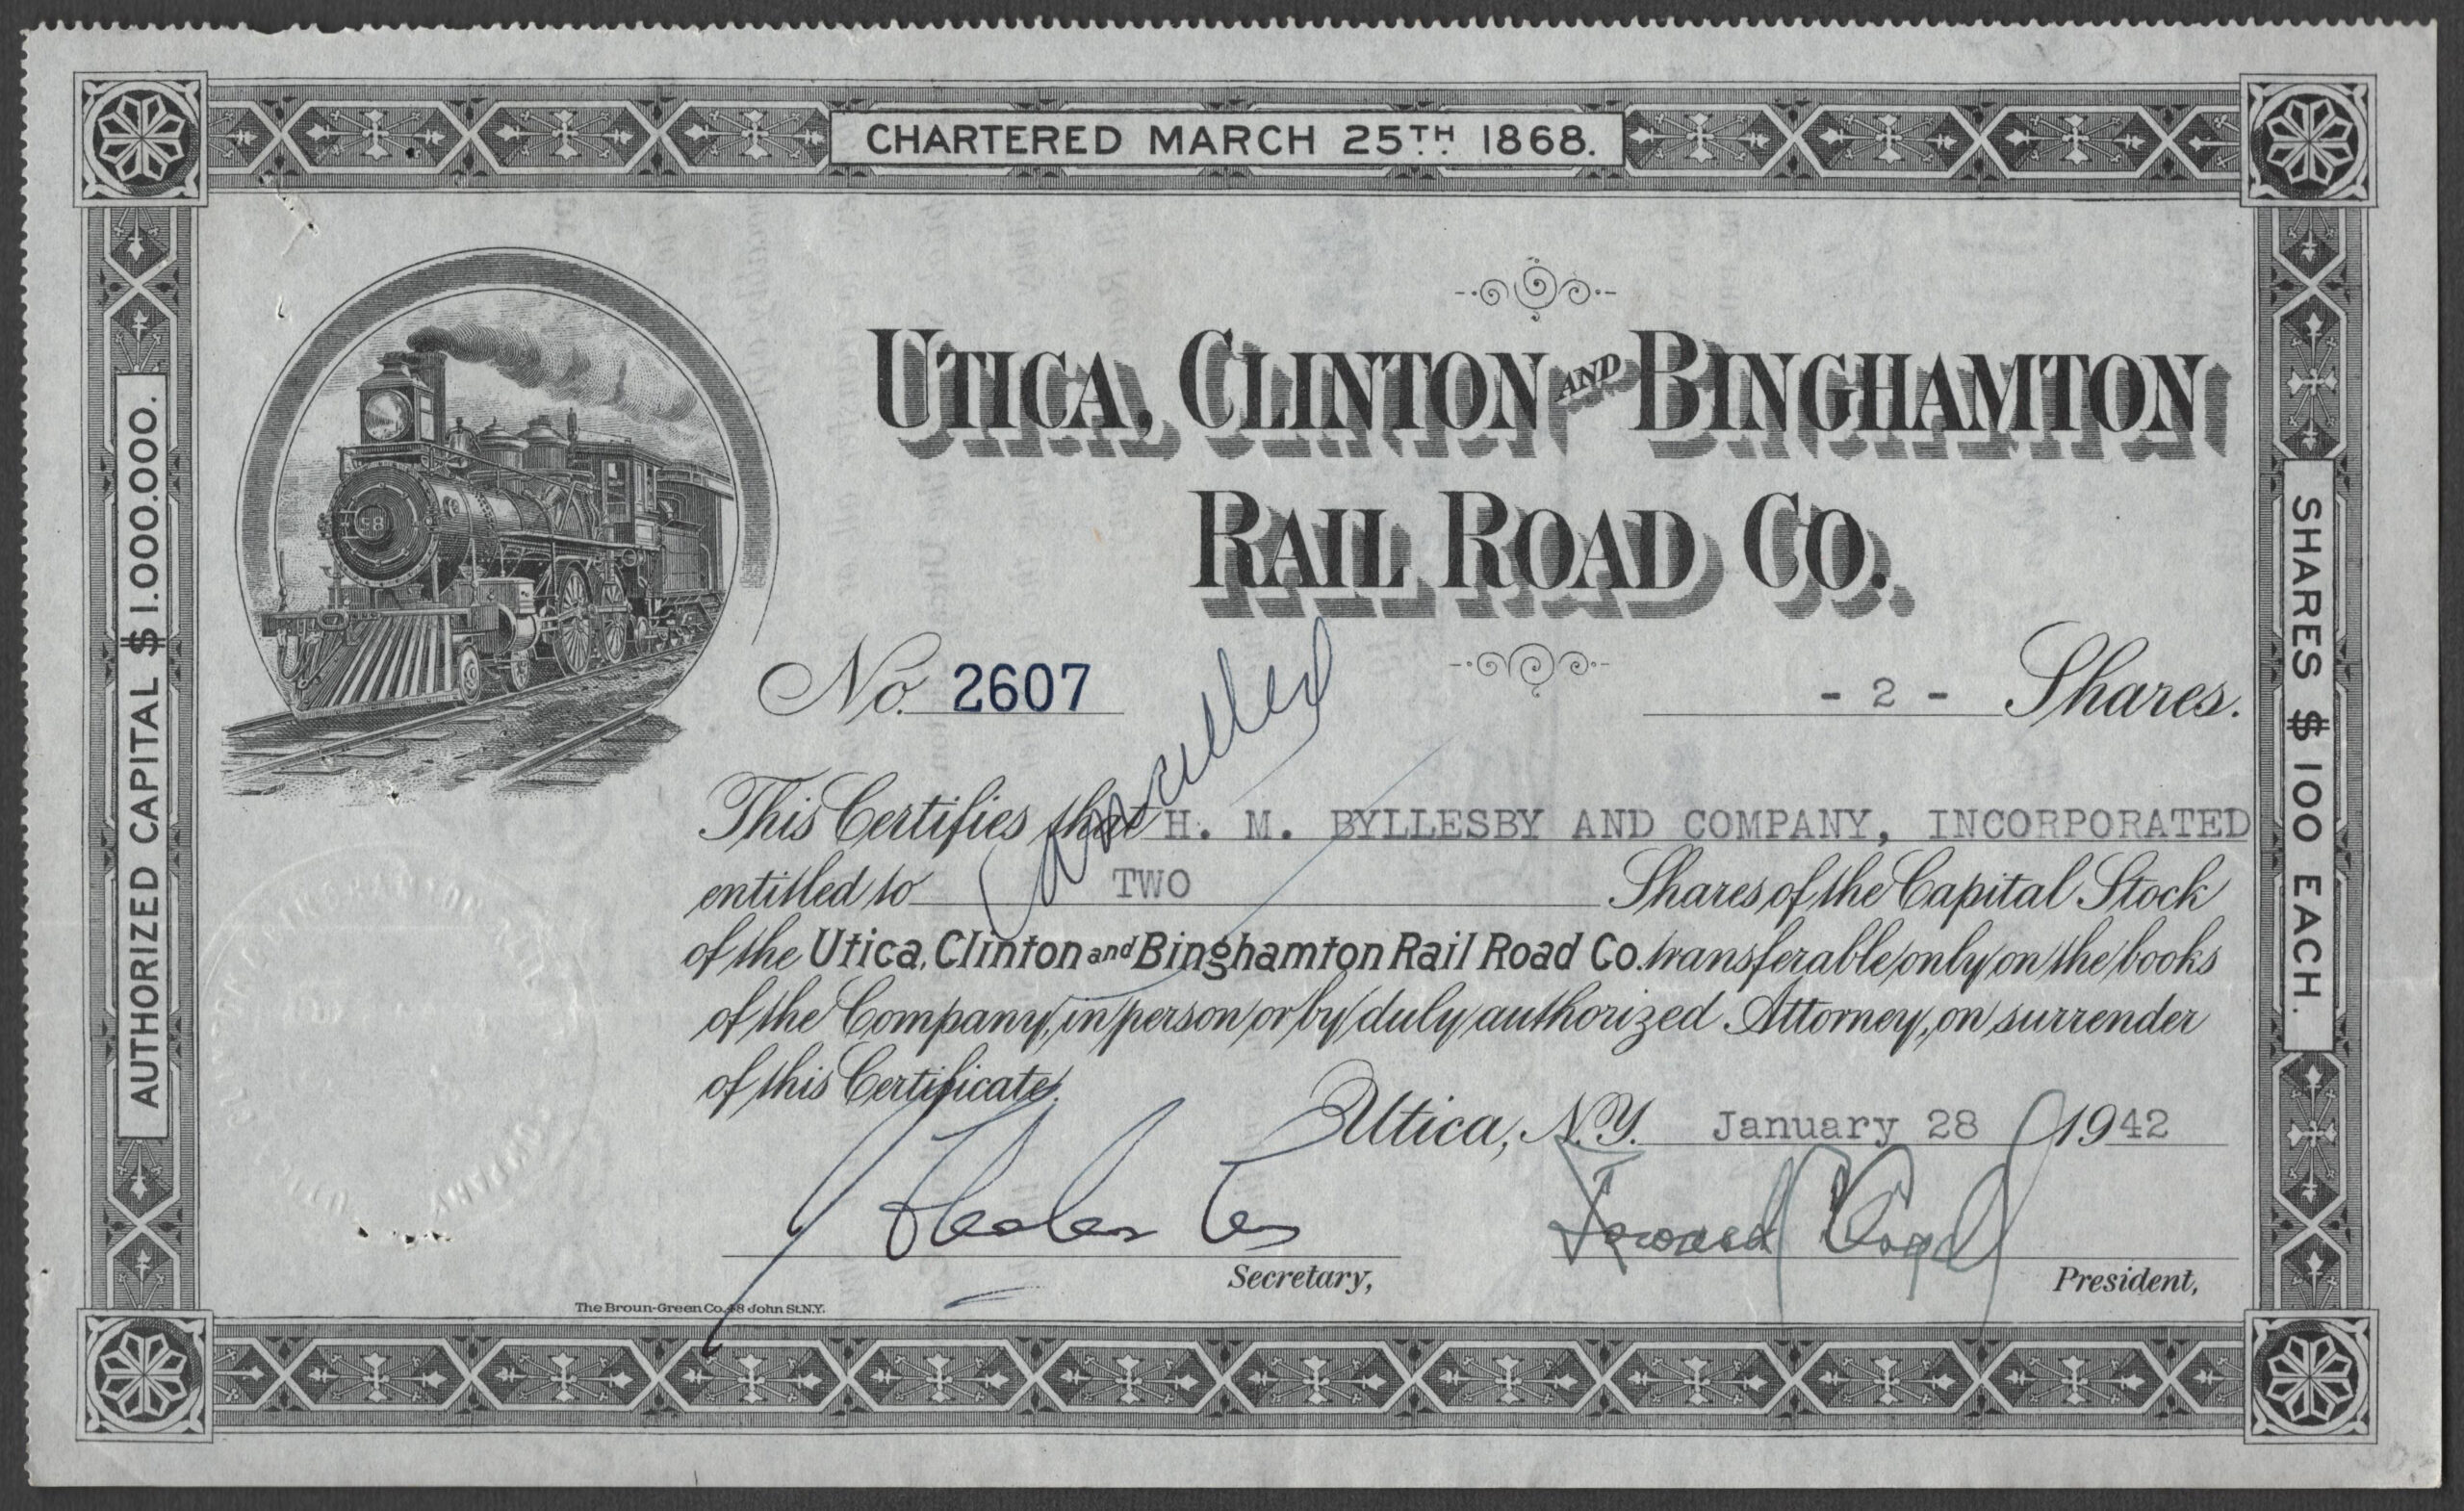 CHARTERED MARCH 25TH 1868.
AUTHORIZED CAPITAL $1.000.000.
SHARES $100 EACH.
UTICA, CLINTON AND BINGHAMTON
RAIL ROAD CO.
58
No. 2607 - 2 - Shares.
Cancelled
This Certifies that H. M. BYLLESBY AND COMPANY, INCORPORATED
entitled to TWO Shares of the Capital Stock
of the Utica, Clinton and Binghamton Rail Road Co. transferable only on the books
of the Company, in person or by duly authorized Attorney, on surrender
of this Certificate.
Utica, N.Y. January 28 1942
Secretary,
President,
The Broun-Green Co. 48 John St. N.Y.